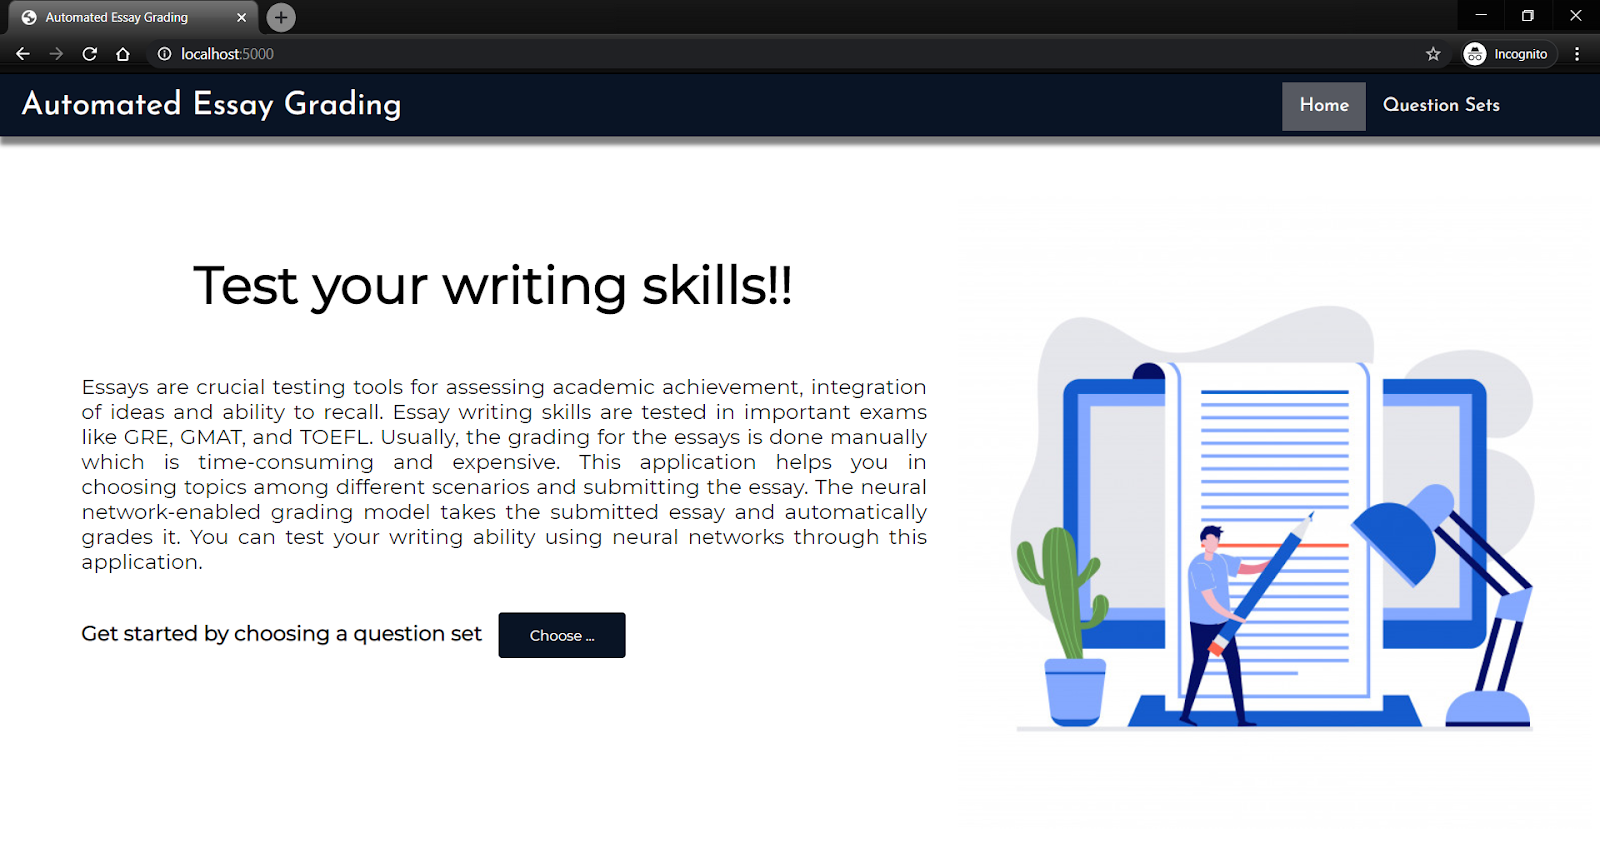 Automated Essay Grading
localhost:5000
Incognito
Automated Essay Grading
Home
Question Sets
Test your writing skills!!
Essays are crucial testing tools for assessing academic achievement, integration
of ideas and ability to recall. Essay writing skills are tested in important exams
like GRE, GMAT, and TOEFL. Usually, the grading for the essays is done manually
which is time-consuming and expensive. This application helps you in
choosing topics among different scenarios and submitting the essay. The neural
network-enabled grading model takes the submitted essay and automatically
grades it. You can test your writing ability using neural networks through this
application.
Get started by choosing a question set
Choose ...